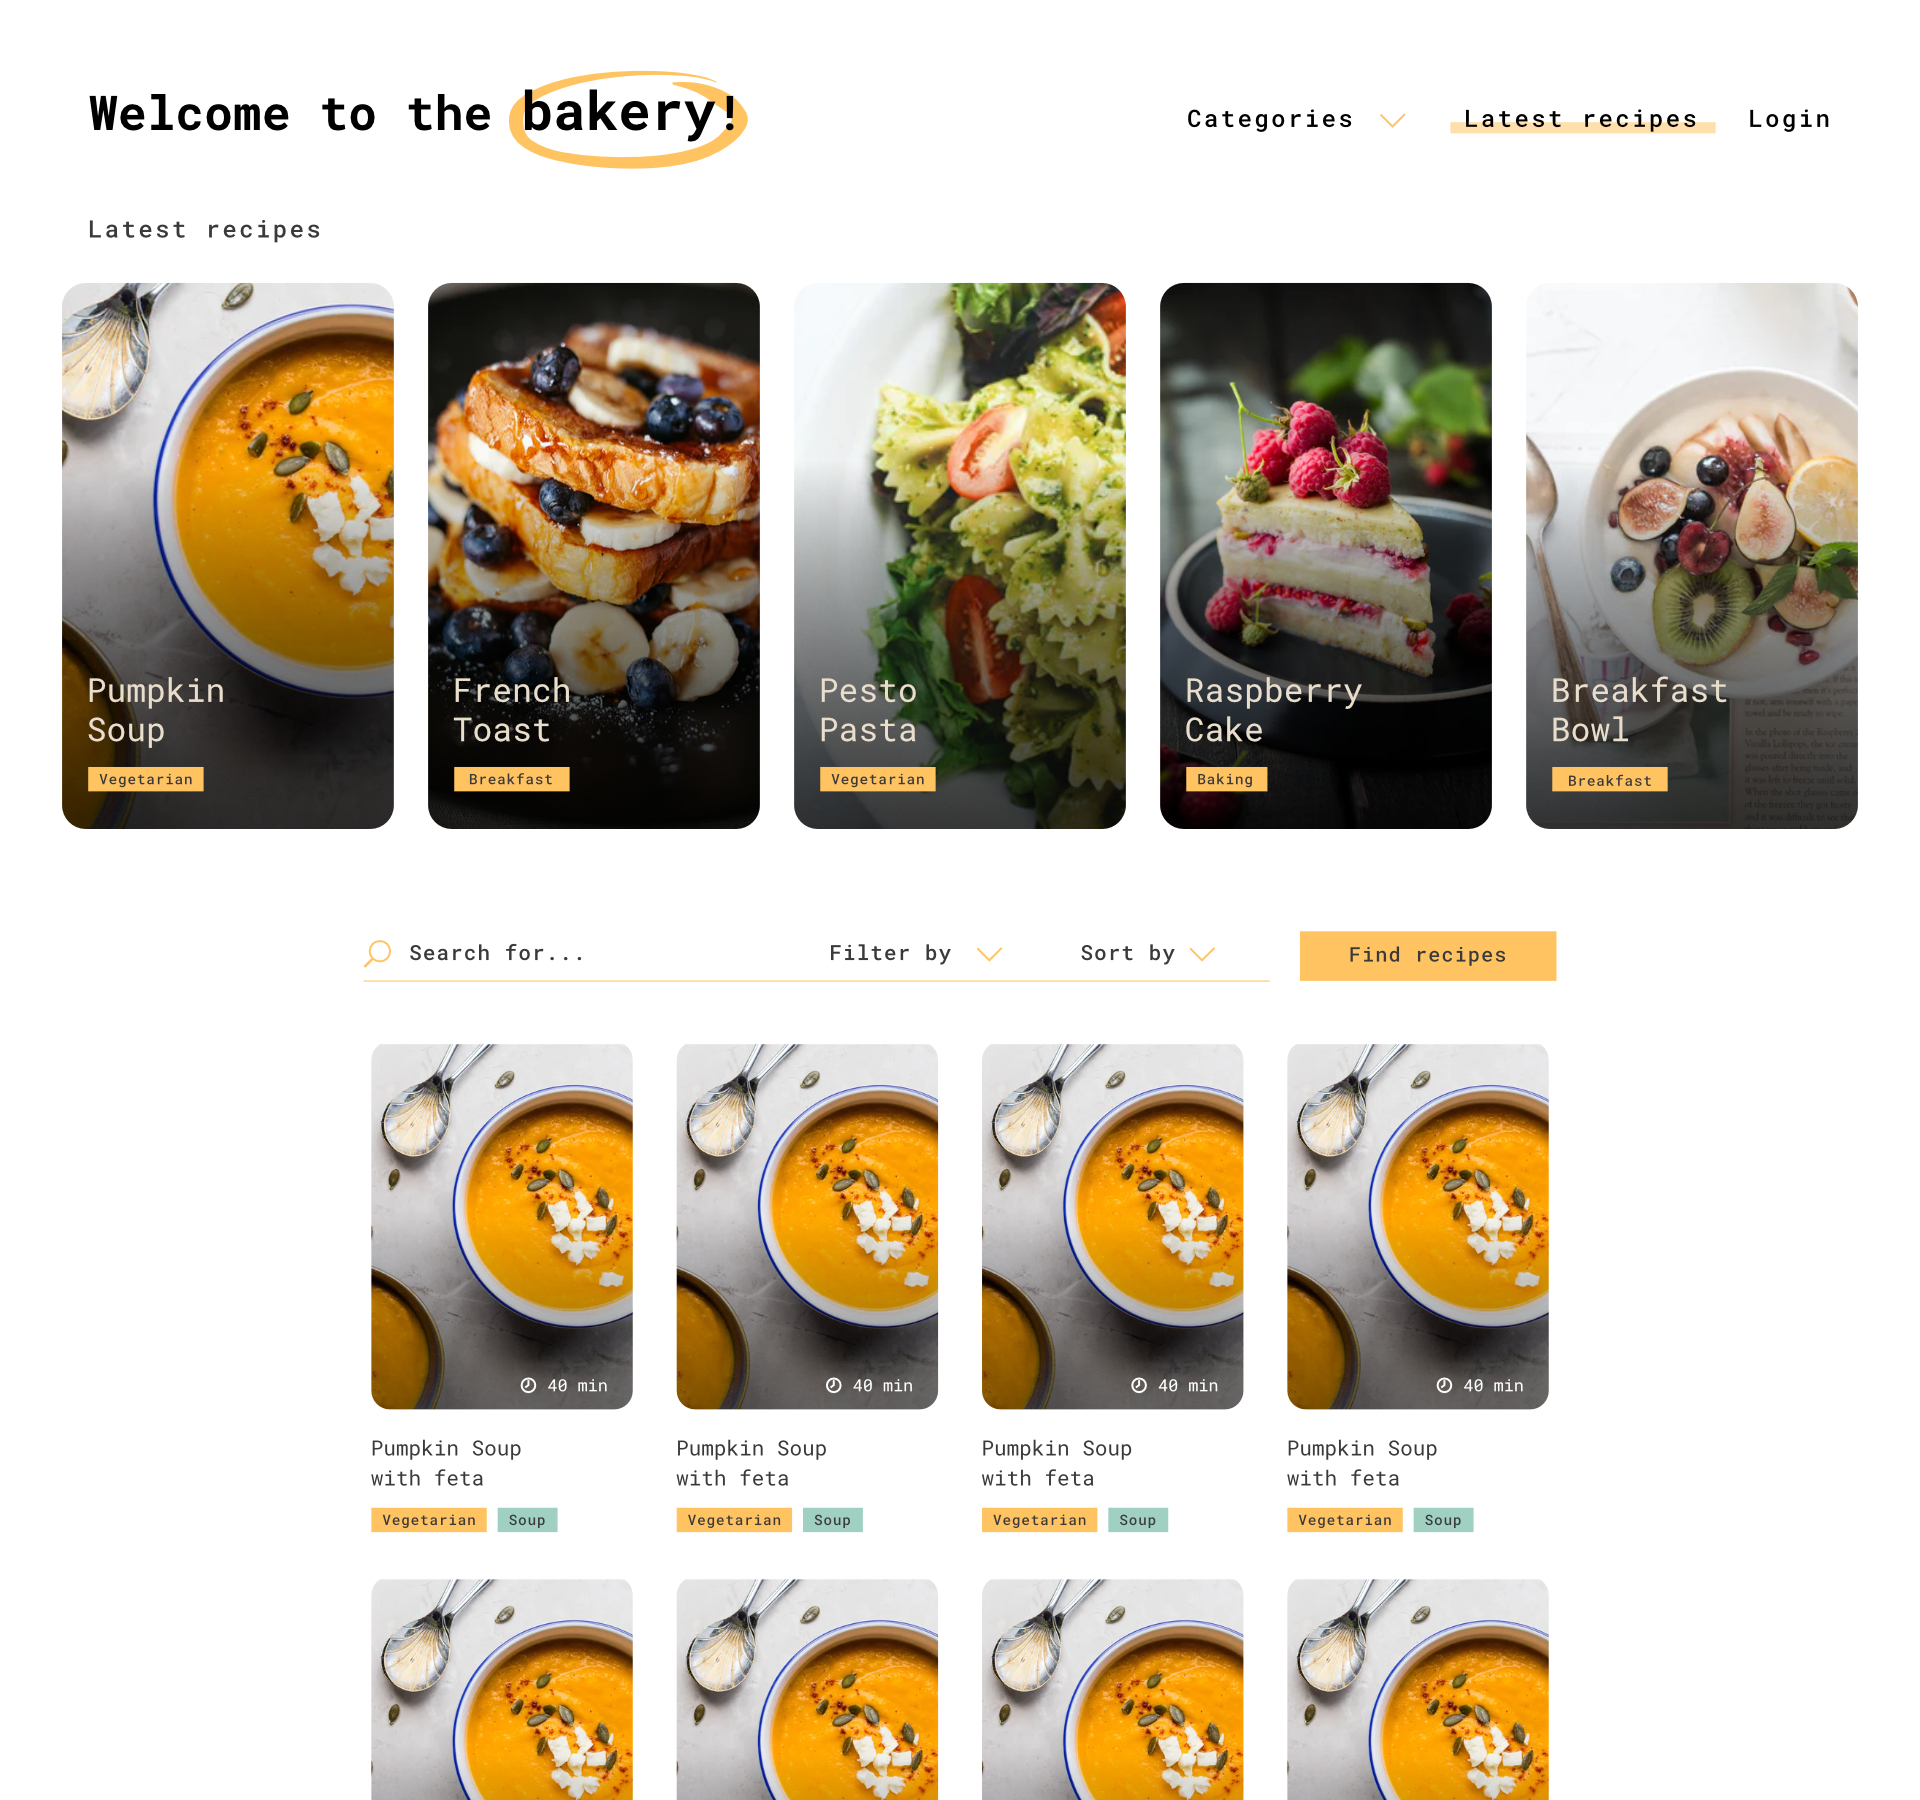 Welcome to the bakery!
Categories
Latest recipes
Login
Latest recipes
Pumpkin
Soup
Vegetarian
French
Toast
Breakfast
Pesto
Pasta
Vegetarian
Raspberry
Cake
Baking
Breakfast
Bowl
Breakfast
Search for...
Filter by
Sort by
Find recipes
40 min
40 min
40 min
40 min
Pumpkin Soup
with feta
Vegetarian
Soup
Pumpkin Soup
with feta
Vegetarian
Soup
Pumpkin Soup
with feta
Vegetarian
Soup
Pumpkin Soup
with feta
Vegetarian
Soup